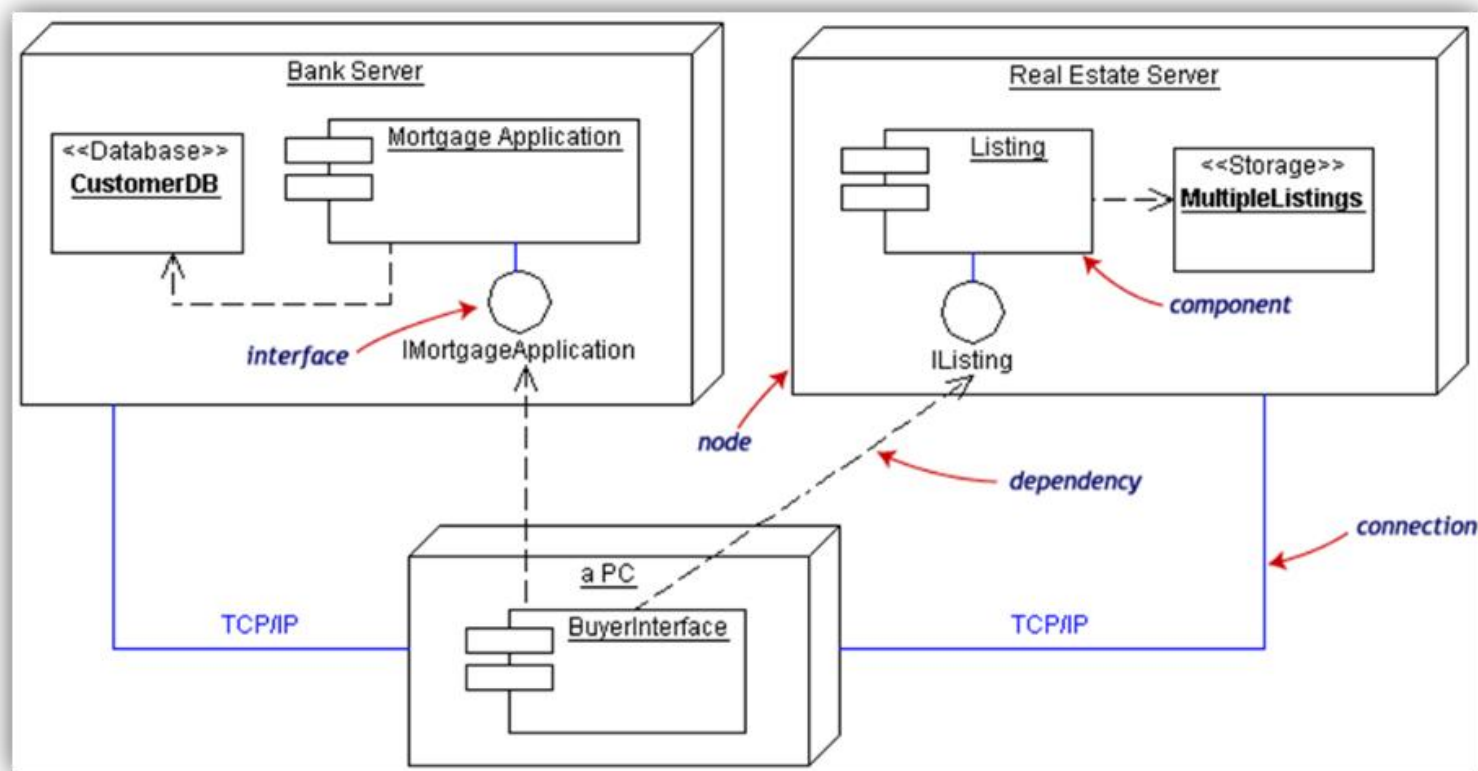 Bank Server
<<Database>>
CustomerDB
Mortgage Application
interface
IMortgageApplication
Real Estate Server
Listing
<<Storage>>
MultipleListings
component
IListing
node
dependency
connection
a PC
BuyerInterface
TCP/IP
TCP/IP